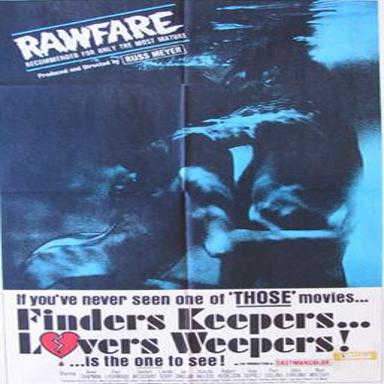 RAWFARE
RECOMMENDED FOR ONLY THE MOST MATURE
Produced and Directed by RUSS MEYER
If you've never seen one of 'THOSE' movies...
Finders Keepers...
Lovers Weepers!
...is the one to see!
EASTMANCOLOR